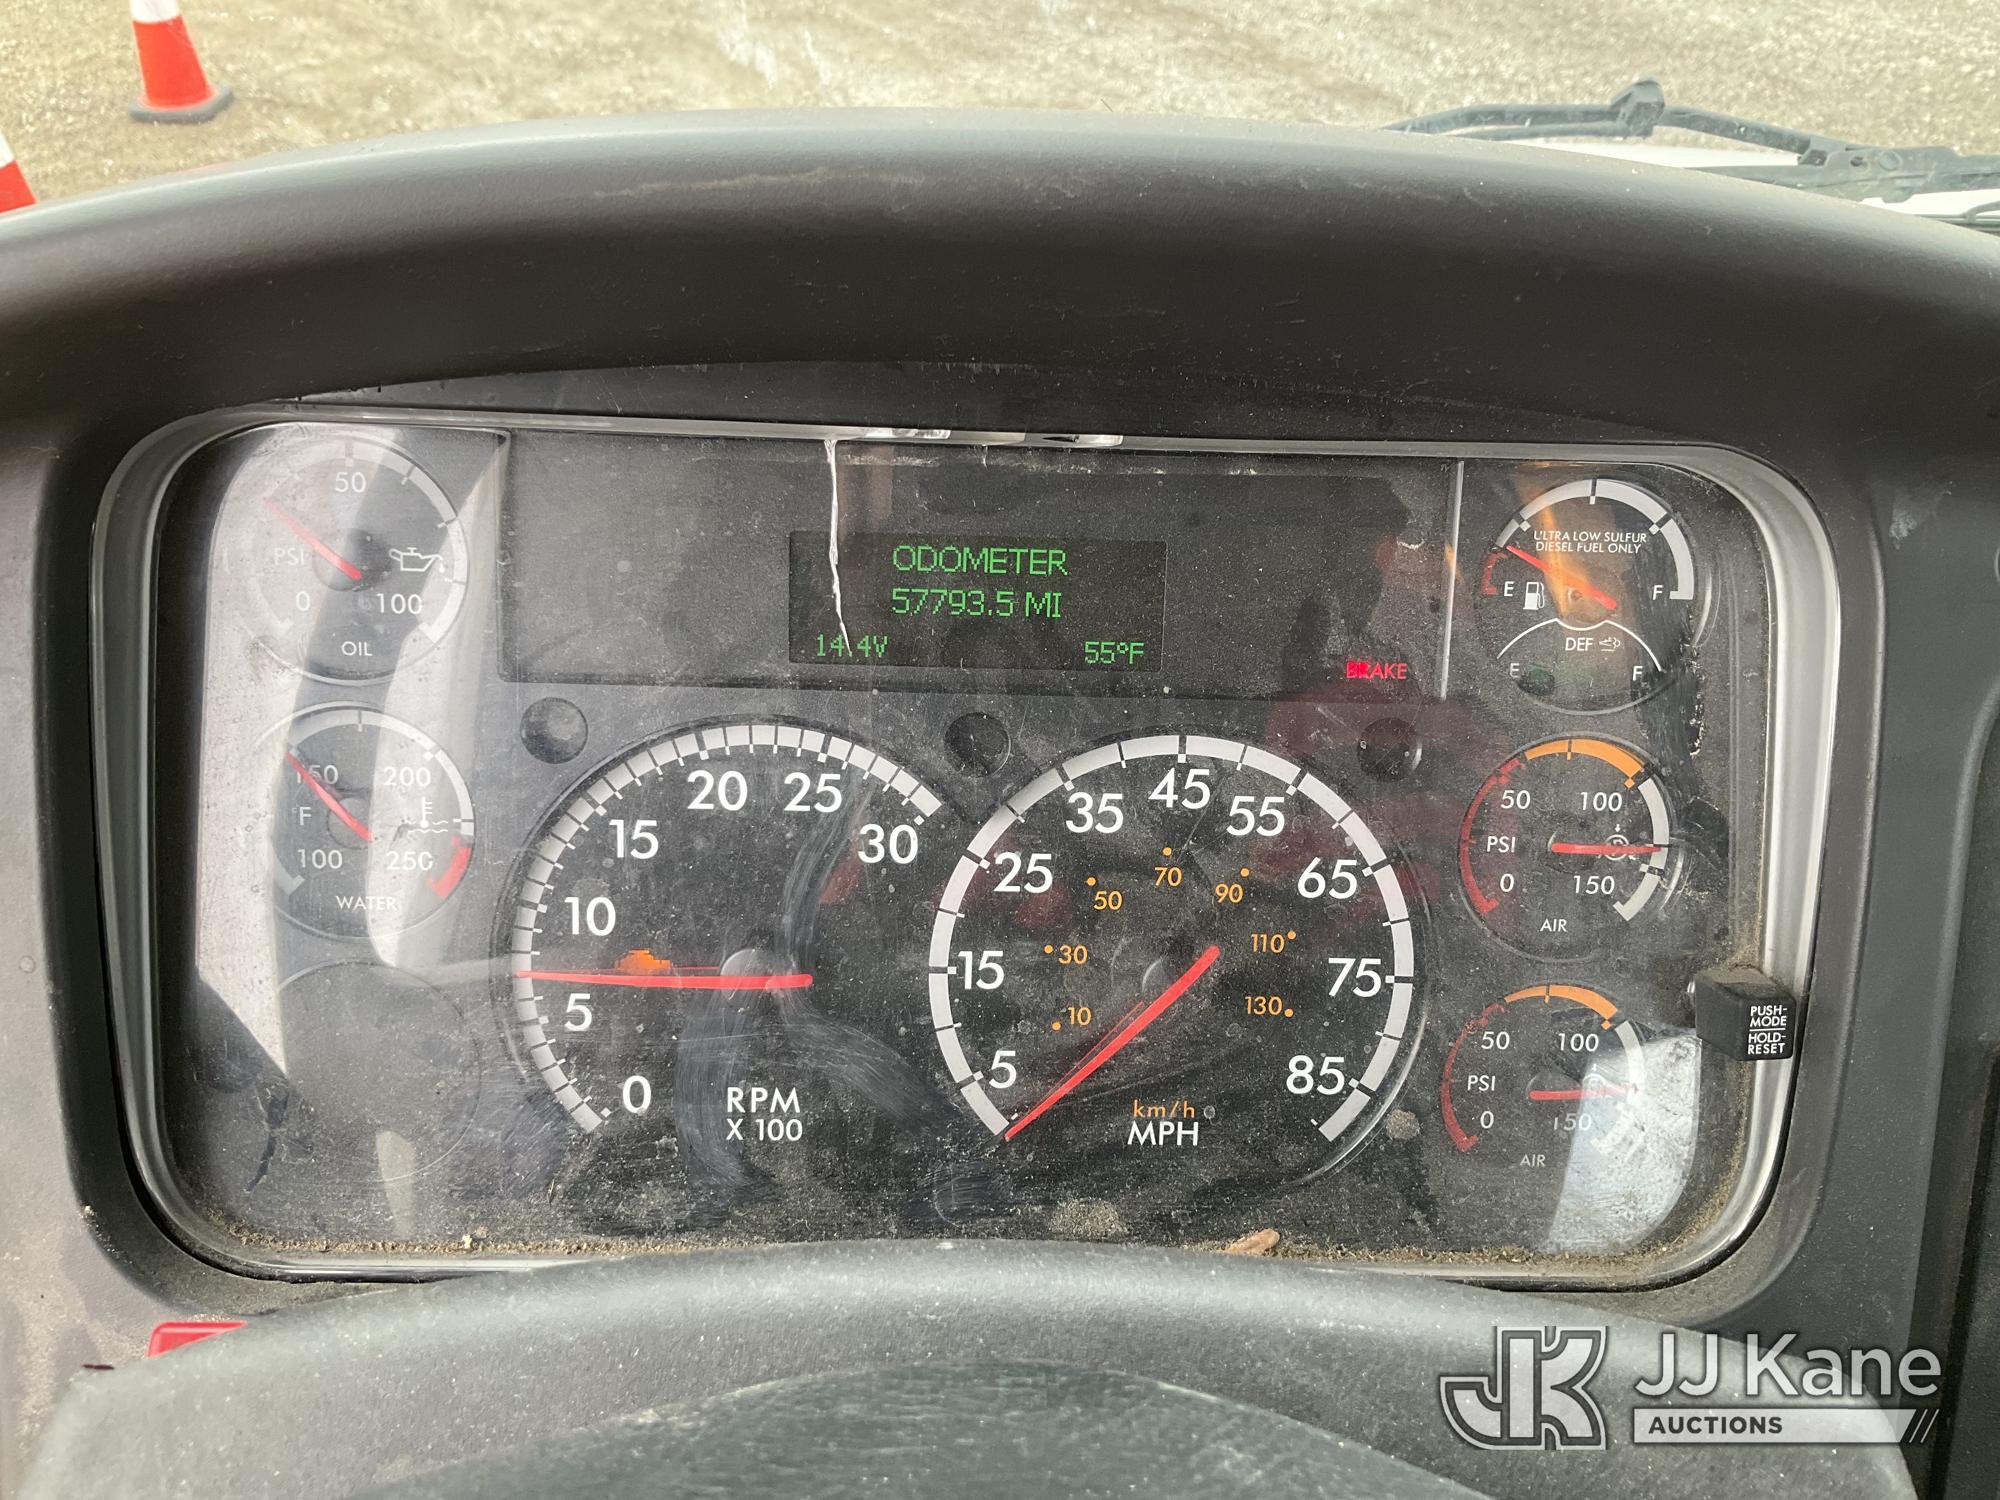 50
PSI
0
100
OIL
ODOMETER
57793.5 MI
14.4V
55°F
BRAKE
ULTRA LOW SULFUR
DIESEL FUEL ONLY
E
F
DEF
E
F
150
200
F
100
250
WATER
0
5
10
15
20
25
30
RPM
X 100
5
15
25
35
45
55
65
75
85
10
30
50
70
90
110
130
km/h
MPH
50
100
PSI
0
150
AIR
50
100
PSI
0
150
AIR
PUSH-
MODE
HOLD-
RESET
JK
JJ Kane
AUCTIONS